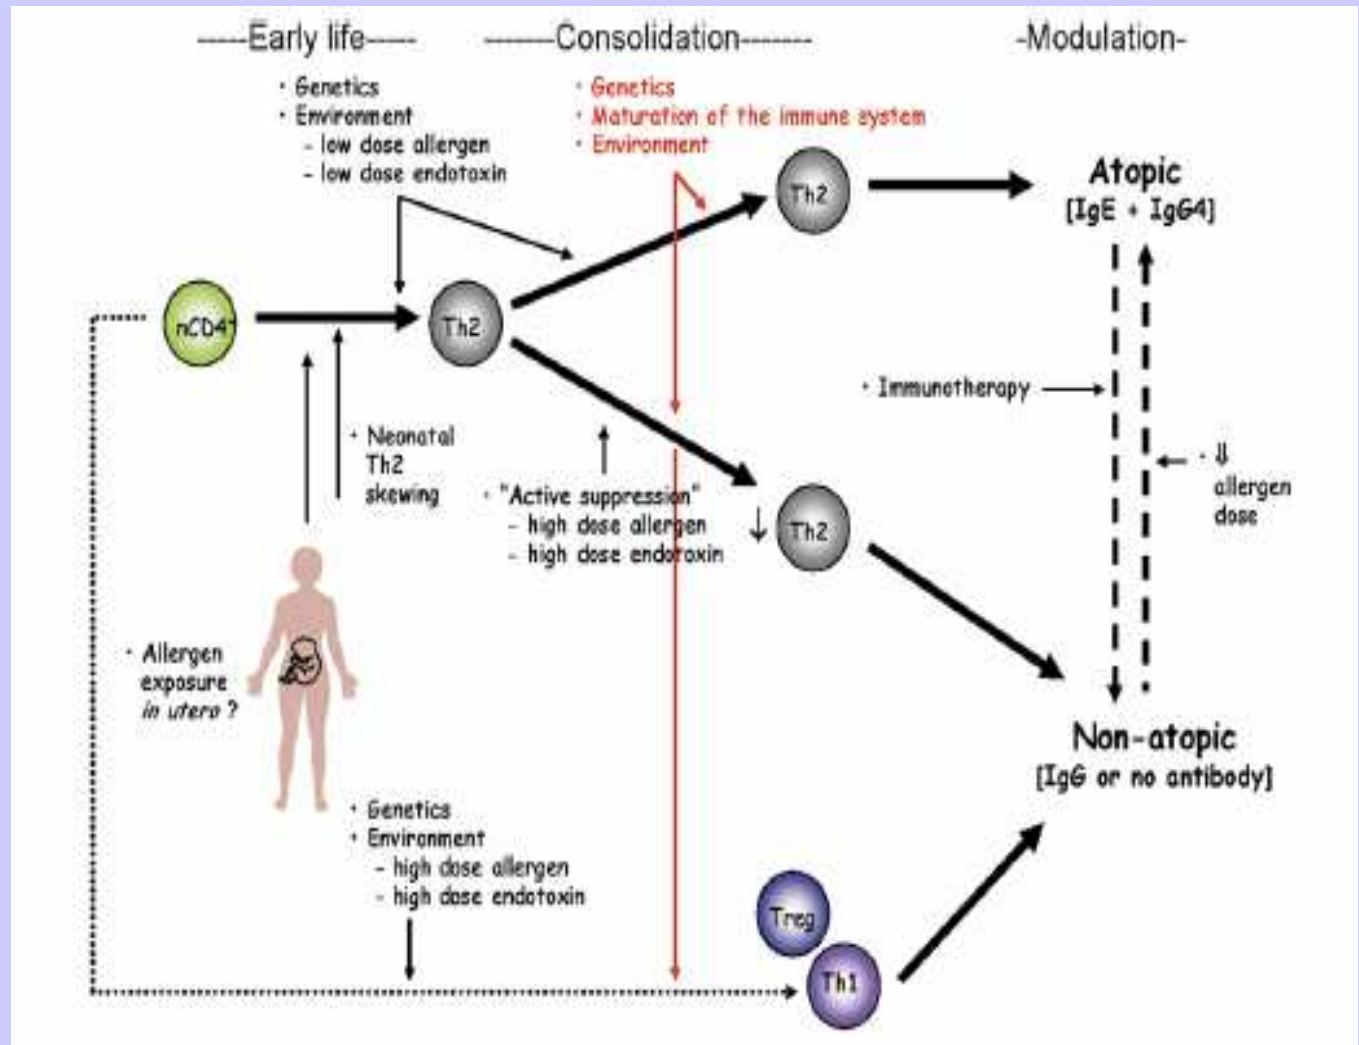 -----Early life-----
-------Consolidation-------
-Modulation-
· Genetics
· Environment
- low dose allergen
- low dose endotoxin
· Genetics
· Maturation of the immune system
· Environment
Th2
Atopic
[IgE + IgG4]
nCD4+
Th2
· Immunotherapy
· Neonatal
Th2
skewing
· ⇓
allergen
dose
· "Active suppression"
- high dose allergen
- high dose endotoxin
↓ Th2
· Allergen
exposure
in utero ?
Non-atopic
[IgG or no antibody]
· Genetics
· Environment
- high dose allergen
- high dose endotoxin
Treg
Th1